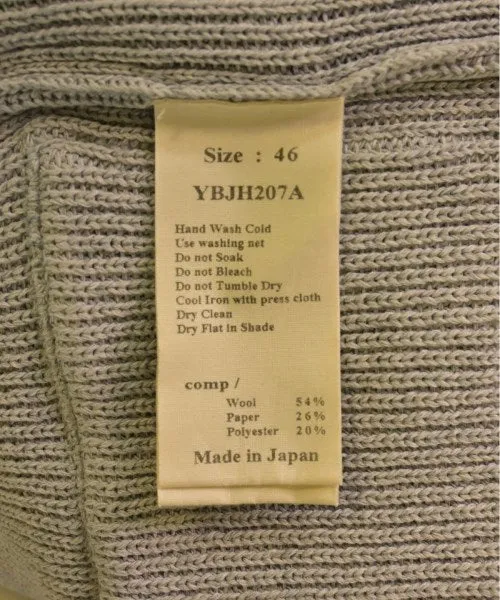 Size : 46
YBJH207A
Hand Wash Cold
Use washing net
Do not Soak
Do not Bleach
Do not Tumble Dry
Cool Iron with press cloth
Dry Clean
Dry Flat in Shade
comp /
Wool 54%
Paper 26%
Polyester 20%
Made in Japan